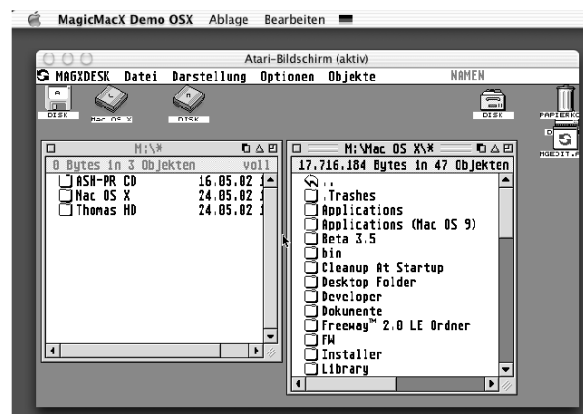 MagicMacX Demo OSX Ablage Bearbeiten
Atari-Bildschirm (aktiv)
MAGXDESK Datei Darstellung Optionen Objekte NAMEN
DISK
Mac OS X
DISK
DISK
PAPIERKO
MGEDIT.A
M:\*
0 Bytes in 3 Objekten voll
ASH-PR CD 16.05.02
Mac OS X 24.05.02
Thomas HD 24.05.02
M:\Mac OS X\*
17.716.184 Bytes in 47 Objekten
..
.Trashes
Applications
Applications (Mac OS 9)
Beta 3.5
bin
Cleanup At Startup
Desktop Folder
Developer
Dokumente
Freeway™ 2.0 LE Ordner
FW
Installer
Library